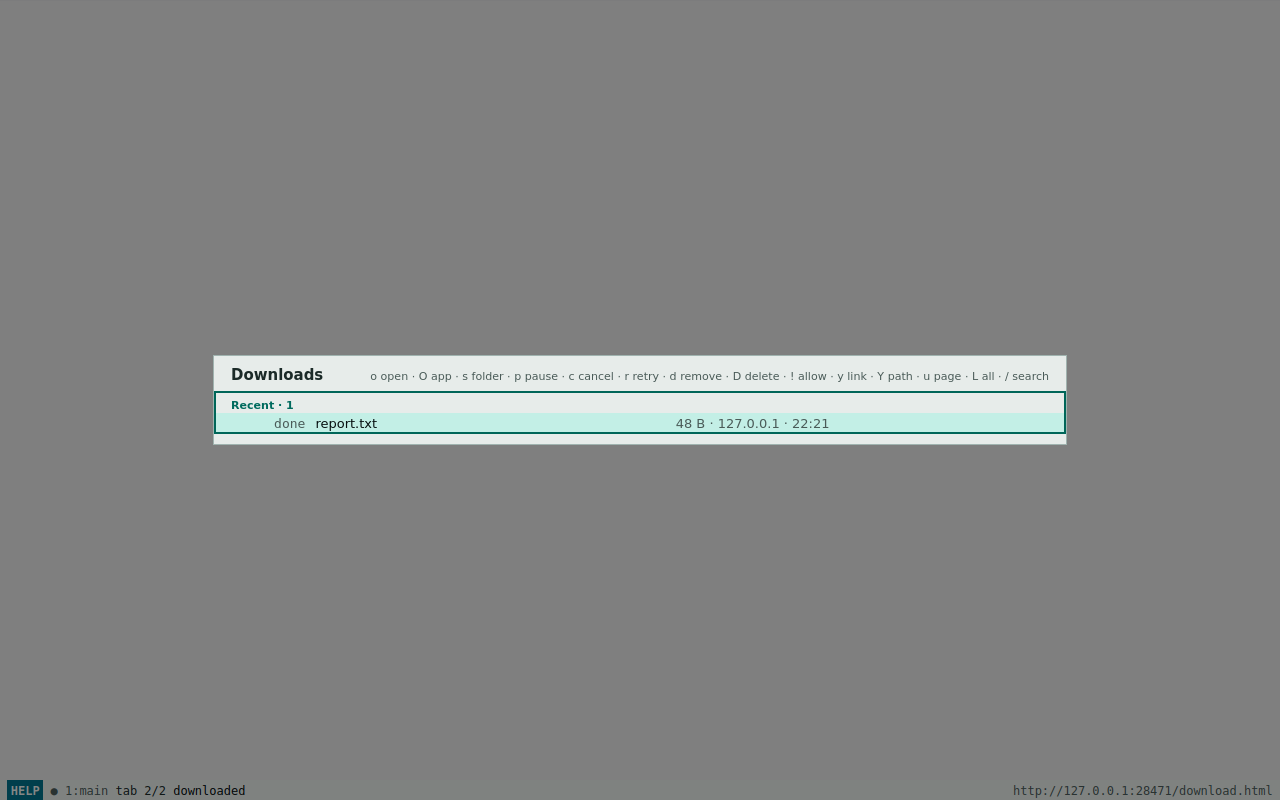 Downloads o open · O app · s folder · p pause · c cancel · r retry · d remove · D delete · ! allow · y link · Y path · u page · L all · / search
Recent · 1
done report.txt 48 B · 127.0.0.1 · 22:21
HELP ● 1:main tab 2/2 downloaded http://127.0.0.1:28471/download.html